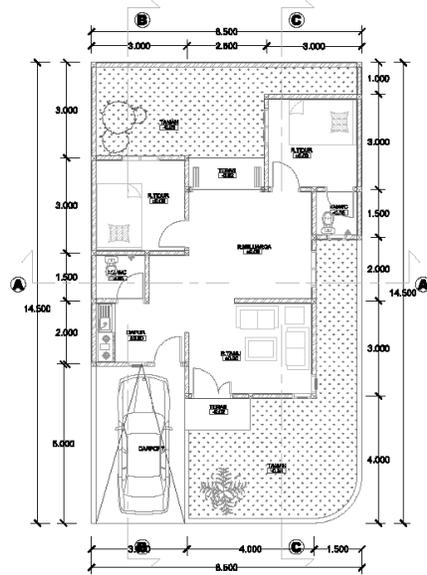 B
C
8.500
3.000
2.500
3.000
1.000
3.000
TAMAN
3.000
R.TIDUR
TERAS
3.000
R.TIDUR
KM/WC
1.500
R.KELUARGA
2.000
1.500
KM/WC
A
A
14.500
14.500
2.000
DAPUR
3.000
R.TAMU
TERAS
5.000
CARPORT
TAMAN
4.000
B
C
3.000
4.000
1.500
8.500